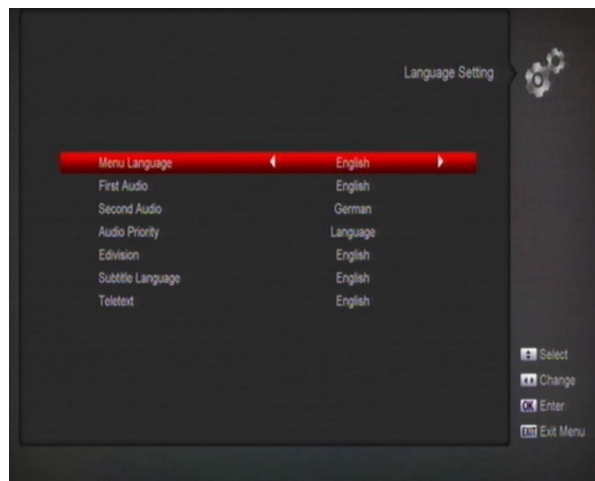 Language Setting
Menu Language English
First Audio English
Second Audio German
Audio Priority Language
Edivision English
Subtitle Language English
Teletext English
Select
Change
OK Enter
EXIT Exit Menu